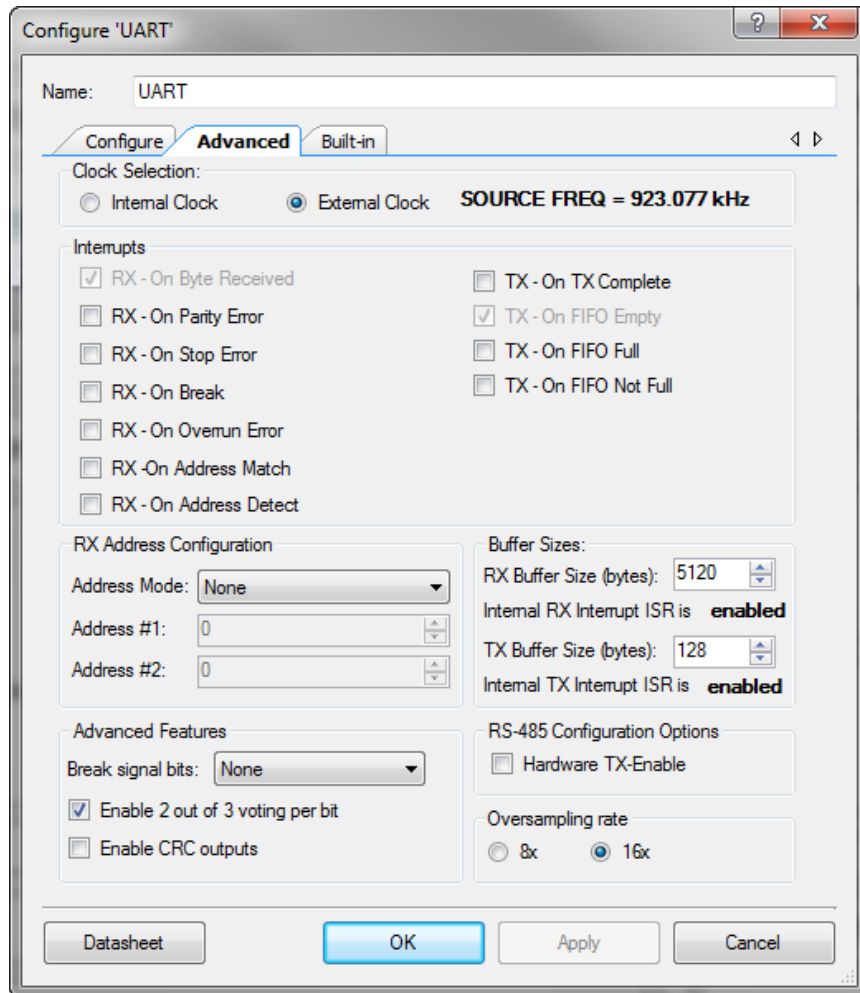 Configure 'UART'
Name: UART
Configure Advanced Built-in
Clock Selection:
Internal Clock External Clock SOURCE FREQ = 923.077 kHz
Interrupts
RX - On Byte Received
RX - On Parity Error
RX - On Stop Error
RX - On Break
RX - On Overrun Error
RX -On Address Match
RX - On Address Detect
TX - On TX Complete
TX - On FIFO Empty
TX - On FIFO Full
TX - On FIFO Not Full
RX Address Configuration
Address Mode: None
Address #1: 0
Address #2: 0
Buffer Sizes:
RX Buffer Size (bytes): 5120
Internal RX Interrupt ISR is enabled
TX Buffer Size (bytes): 128
Internal TX Interrupt ISR is enabled
Advanced Features
Break signal bits: None
Enable 2 out of 3 voting per bit
Enable CRC outputs
RS-485 Configuration Options
Hardware TX-Enable
Oversampling rate
8x 16x
Datasheet OK Apply Cancel